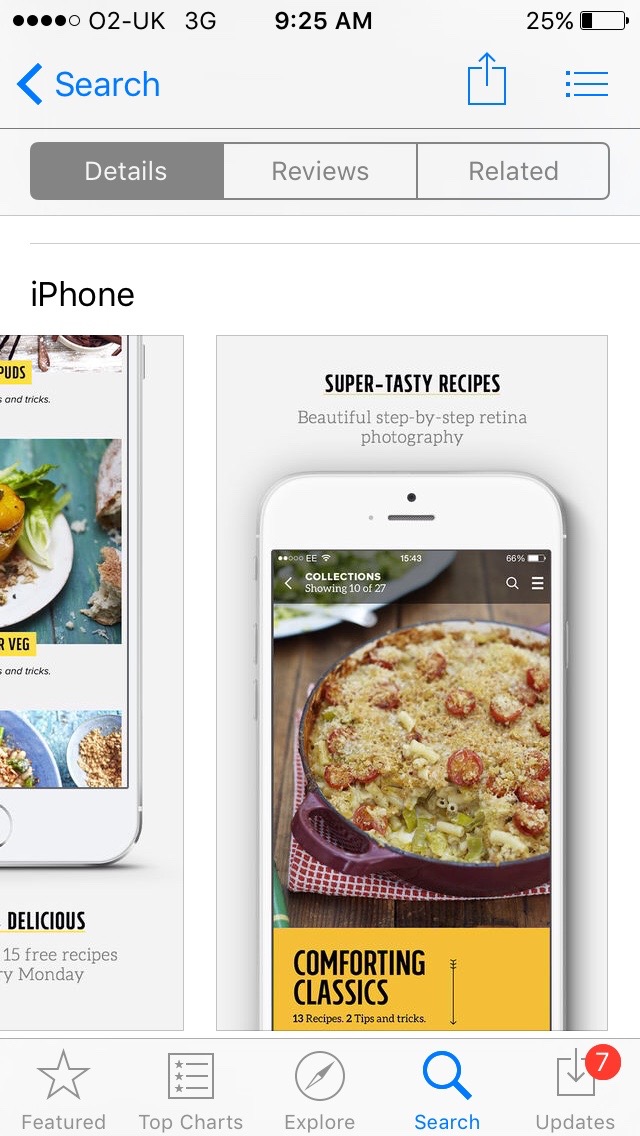 O2-UK 3G 9:25 AM 25%
Search
Details Reviews Related
iPhone
PUDS
s and tricks.
R VEG
s and tricks.
DELICIOUS
15 free recipes
ry Monday
SUPER-TASTY RECIPES
Beautiful step-by-step retina
photography
EE 15:43 66%
COLLECTIONS
Showing 10 of 27
COMFORTING
CLASSICS
13 Recipes. 2 Tips and tricks.
7
Featured Top Charts Explore Search Updates